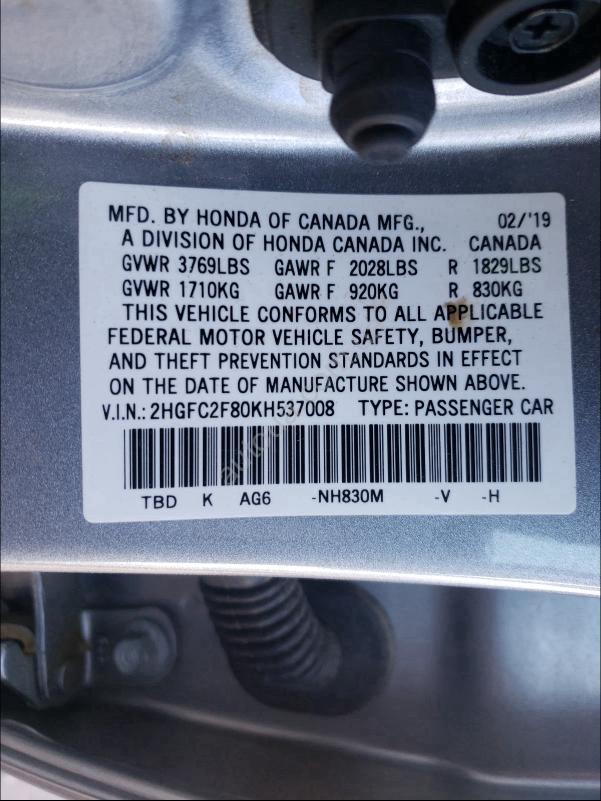 MFD. BY HONDA OF CANADA MFG., 02/'19
A DIVISION OF HONDA CANADA INC. CANADA
GVWR 3769LBS GAWR F 2028LBS R 1829LBS
GVWR 1710KG GAWR F 920KG R 830KG
THIS VEHICLE CONFORMS TO ALL APPLICABLE
FEDERAL MOTOR VEHICLE SAFETY, BUMPER,
AND THEFT PREVENTION STANDARDS IN EFFECT
ON THE DATE OF MANUFACTURE SHOWN ABOVE.
V.I.N.: 2HGFC2F80KH537008 TYPE: PASSENGER CAR
TBD K AG6 -NH830M -V -H